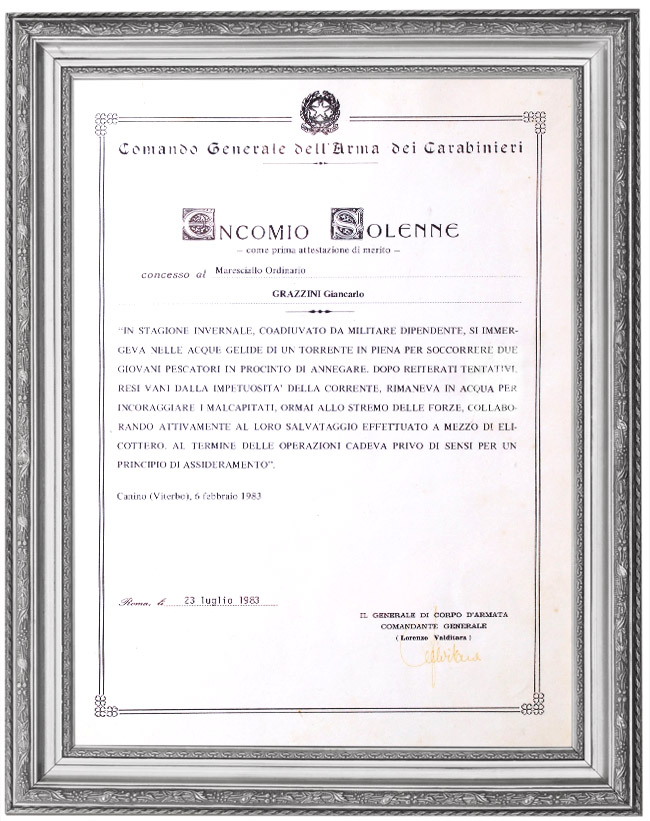 Comando Generale dell'Arma dei Carabinieri
ENCOMIO SOLENNE
– come prima attestazione di merito –
concesso al Maresciallo Ordinario
GRAZZINI Giancarlo
"IN STAGIONE INVERNALE, COADIUVATO DA MILITARE DIPENDENTE, SI IMMER-
GEVA NELLE ACQUE GELIDE DI UN TORRENTE IN PIENA PER SOCCORRERE DUE
GIOVANI PESCATORI IN PROCINTO DI ANNEGARE. DOPO REITERATI TENTATIVI,
RESI VANI DALLA IMPETUOSITA' DELLA CORRENTE, RIMANEVA IN ACQUA PER
INCORAGGIARE I MALCAPITATI, ORMAI ALLO STREMO DELLE FORZE, COLLABO-
RANDO ATTIVAMENTE AL LORO SALVATAGGIO EFFETTUATO A MEZZO DI ELI-
COTTERO. AL TERMINE DELLE OPERAZIONI CADEVA PRIVO DI SENSI PER UN
PRINCIPIO DI ASSIDERAMENTO".
Canino (Viterbo), 6 febbraio 1983
Roma, li 23 luglio 1983
IL GENERALE DI CORPO D'ARMATA
COMANDANTE GENERALE
( Lorenzo Valditara )